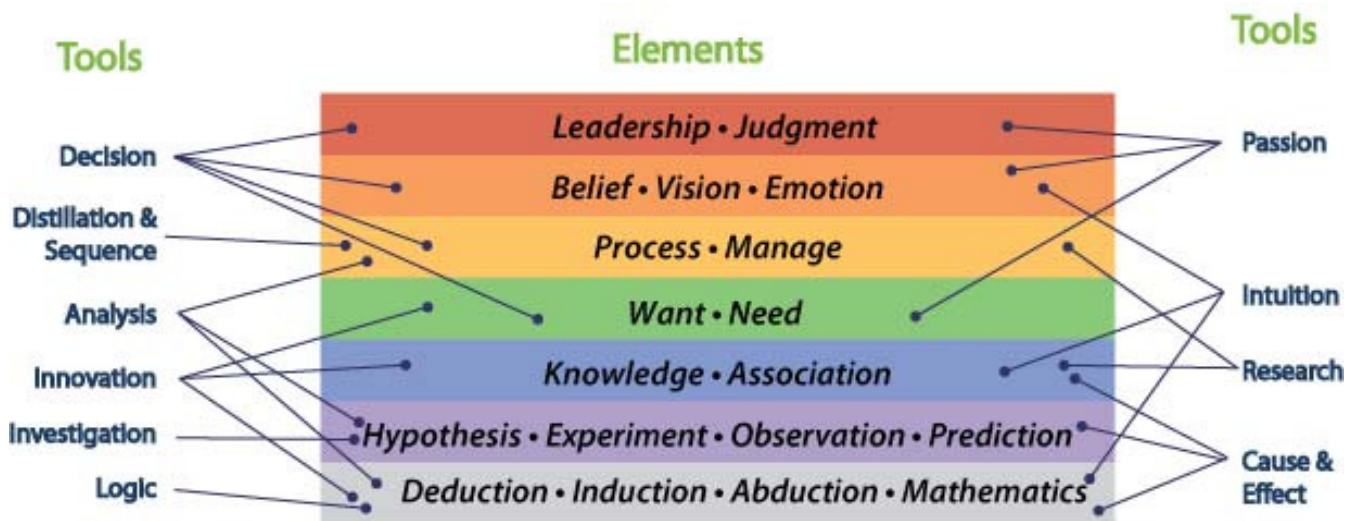 Tools
Elements
Tools
Leadership • Judgment
Decision
Passion
Belief • Vision • Emotion
Distillation &
Sequence
Process • Manage
Analysis
Want • Need
Intuition
Innovation
Knowledge • Association
Research
Investigation
Hypothesis • Experiment • Observation • Prediction
Logic
Deduction • Induction • Abduction • Mathematics
Cause &
Effect